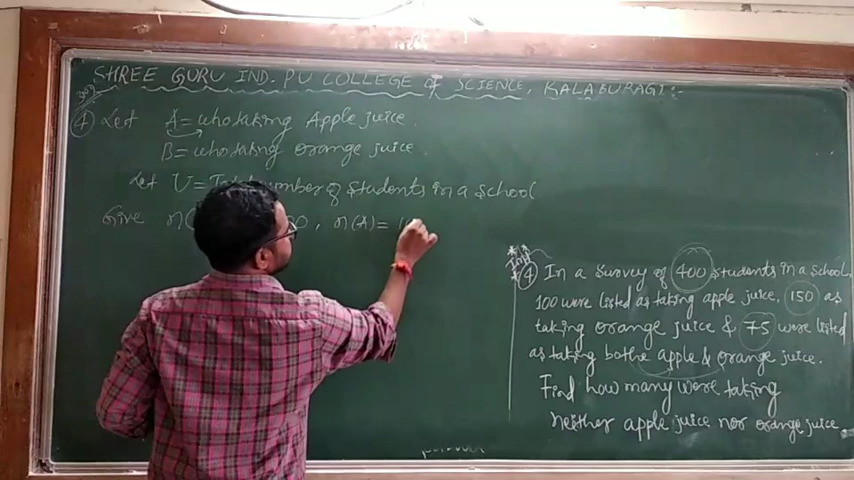 SHREE GURU IND. PU COLLEGE of SCIENCE, KALABURAGI :-
④ Let A = who taking Apple juice.
B = who taking orange juice.
Let U = Total number of students in a school
Give n( 0, n(A) = 1
④ In a survey of 400 students in a school,
100 were listed as taking apple juice, 150 as
taking orange juice & 75 were listed
as taking bothe apple & orange juice.
Find how many were taking
neither apple juice nor orange juice